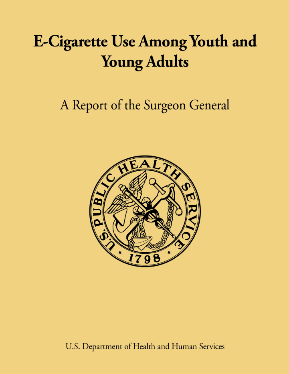 E-Cigarette Use Among Youth and
Young Adults
A Report of the Surgeon General
U.S. PUBLIC HEALTH SERVICE
1798
U.S. Department of Health and Human Services